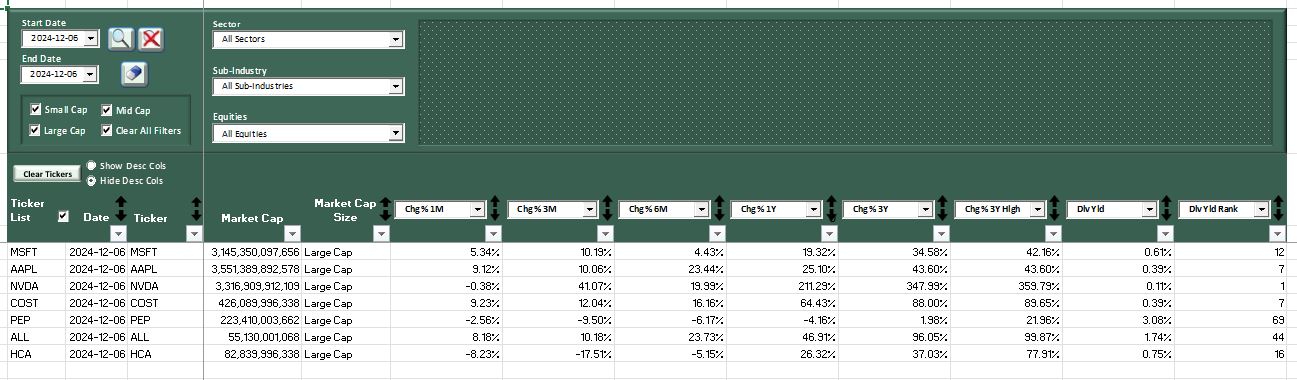 Start Date
2024-12-06
End Date
2024-12-06
Small Cap Mid Cap
Large Cap Clear All Filters
Sector
All Sectors
Sub-Industry
All Sub-Industries
Equities
All Equities
Clear Tickers
Show Desc Cols
Hide Desc Cols
Ticker List Date Ticker Market Cap Market Cap Size Chg% 1M Chg% 3M Chg% 6M Chg% 1Y Chg% 3Y Chg% 3Y High Div Yld Div Yld Rank
MSFT 2024-12-06 MSFT 3,145,350,097,656 Large Cap 5.34% 10.19% 4.43% 19.32% 34.58% 42.16% 0.61% 12
AAPL 2024-12-06 AAPL 3,551,389,892,578 Large Cap 9.12% 10.06% 23.44% 25.10% 43.60% 43.60% 0.39% 7
NVDA 2024-12-06 NVDA 3,316,909,912,109 Large Cap -0.38% 41.07% 19.99% 211.29% 347.99% 359.79% 0.11% 1
COST 2024-12-06 COST 426,089,996,338 Large Cap 9.23% 12.04% 16.16% 64.43% 88.00% 89.65% 0.39% 7
PEP 2024-12-06 PEP 223,410,003,662 Large Cap -2.56% -9.50% -6.17% -4.16% 1.98% 21.96% 3.08% 69
ALL 2024-12-06 ALL 55,130,001,068 Large Cap 8.18% 10.18% 23.73% 46.91% 96.05% 99.87% 1.74% 44
HCA 2024-12-06 HCA 82,839,996,338 Large Cap -8.23% -17.51% -5.15% 26.32% 37.03% 77.91% 0.75% 16